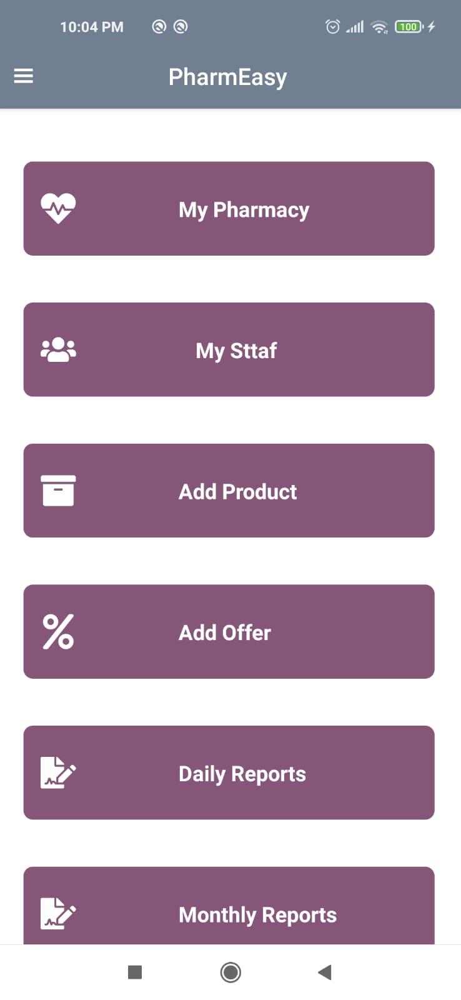 10:04 PM
100
PharmEasy
My Pharmacy
My Sttaf
Add Product
Add Offer
Daily Reports
Monthly Reports